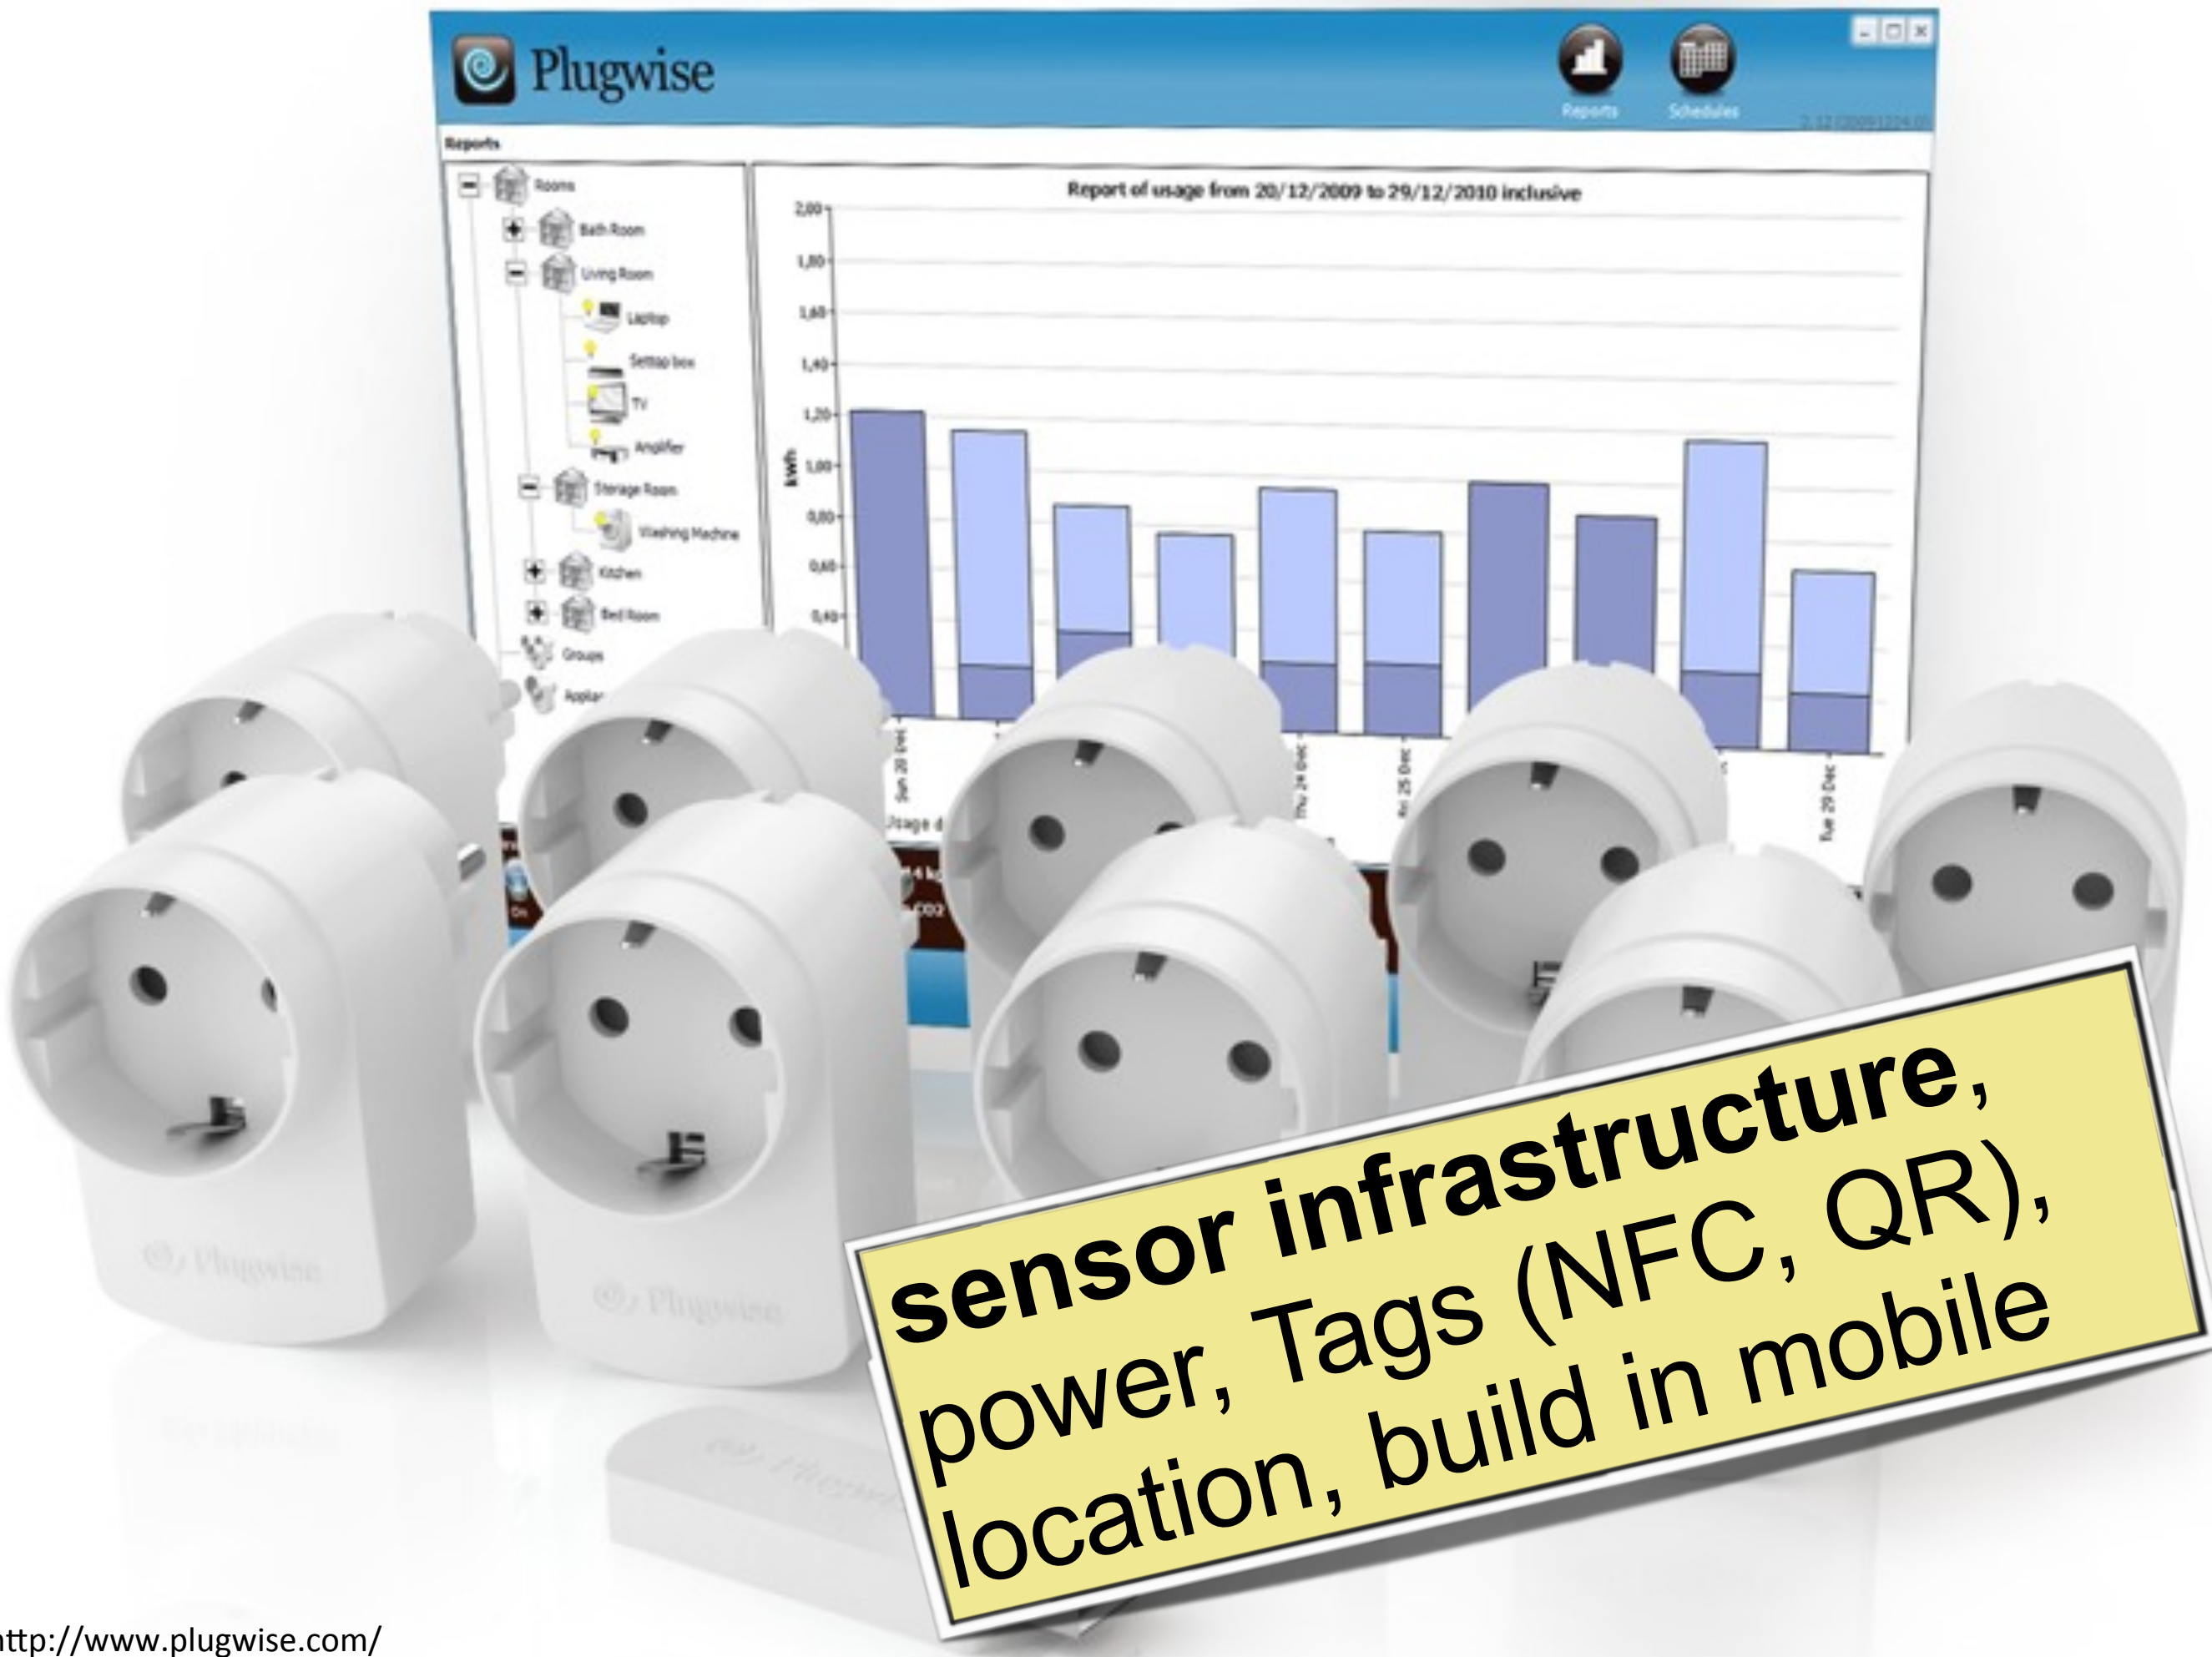 Plugwise
Reports
Schedules
Reports
Rooms
Bath Room
Living Room
Laptop
Settop box
TV
Amplifier
Storage Room
Washing Machine
Kitchen
Bed Room
Groups
Report of usage from 20/12/2009 to 29/12/2010 inclusive
2,00
1,80
1,60
1,40
1,20
1,00
0,80
0,60
0,40
kWh
Sun 20 Dec
Thu 24 Dec
Fri 25 Dec
Tue 29 Dec
On
CO2
Plugwise
Plugwise
sensor infrastructure,
power, Tags (NFC, QR),
location, build in mobile
http://www.plugwise.com/